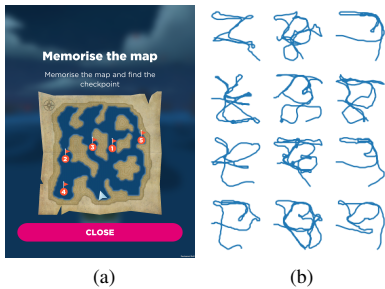 Memorise the map
Memorise the map and find the
checkpoint
5
3
1
2
4
CLOSE
(a)
(b)